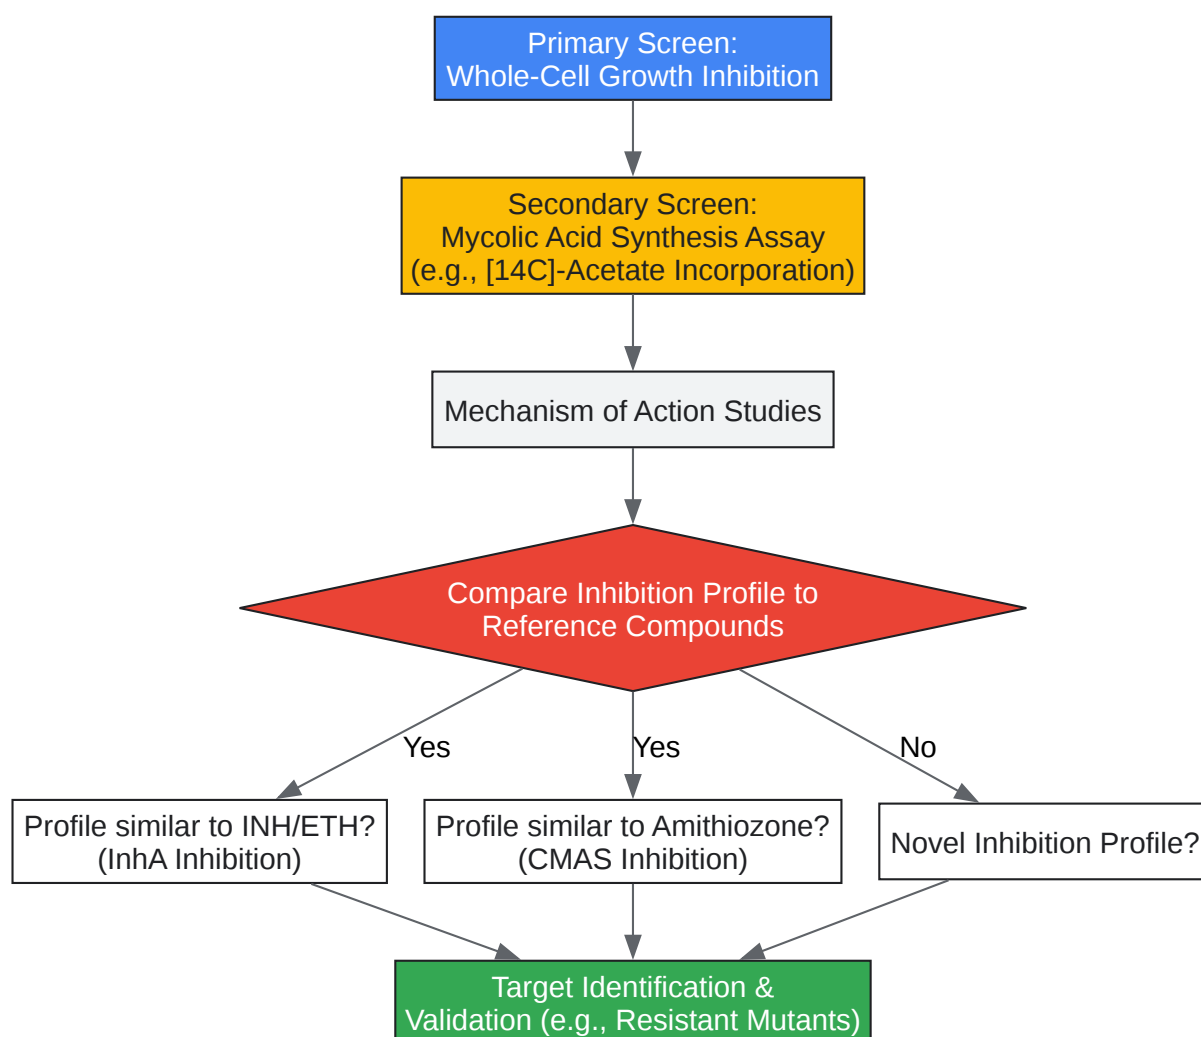 Primary Screen:
Whole-Cell Growth Inhibition
Secondary Screen:
Mycolic Acid Synthesis Assay
(e.g., [14C]-Acetate Incorporation)
Mechanism of Action Studies
Compare Inhibition Profile to
Reference Compounds
Yes
Yes
No
Profile similar to INH/ETH?
(InhA Inhibition)
Profile similar to Amithiozone?
(CMAS Inhibition)
Novel Inhibition Profile?
Target Identification &
Validation (e.g., Resistant Mutants)